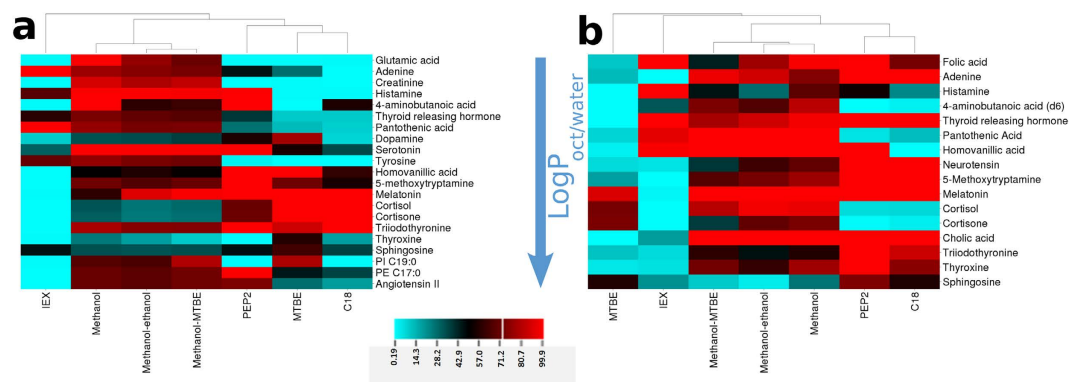 a
Glutamic acid
Adenine
Creatinine
Histamine
4-aminobutanoic acid
Thyroid releasing hormone
Pantothenic acid
Dopamine
Serotonin
Tyrosine
Homovanillic acid
5-methoxytryptamine
Melatonin
Cortisol
Cortisone
Triiodothyronine
Thyroxine
Sphingosine
PI C19:0
PE C17:0
Angiotensin II
IEX
Methanol
Methanol-ethanol
Methanol-MTBE
PEP2
MTBE
C18
LogP oct/water
0.19
14.3
28.2
42.9
57.0
71.2
80.7
99.9
b
Folic acid
Adenine
Histamine
4-aminobutanoic acid (d6)
Thyroid releasing hormone
Pantothenic Acid
Homovanillic acid
Neurotensin
5-Methoxytryptamine
Melatonin
Cortisol
Cortisone
Cholic acid
Triiodothyronine
Thyroxine
Sphingosine
MTBE
IEX
Methanol-MTBE
Methanol-ethanol
Methanol
PEP2
C18